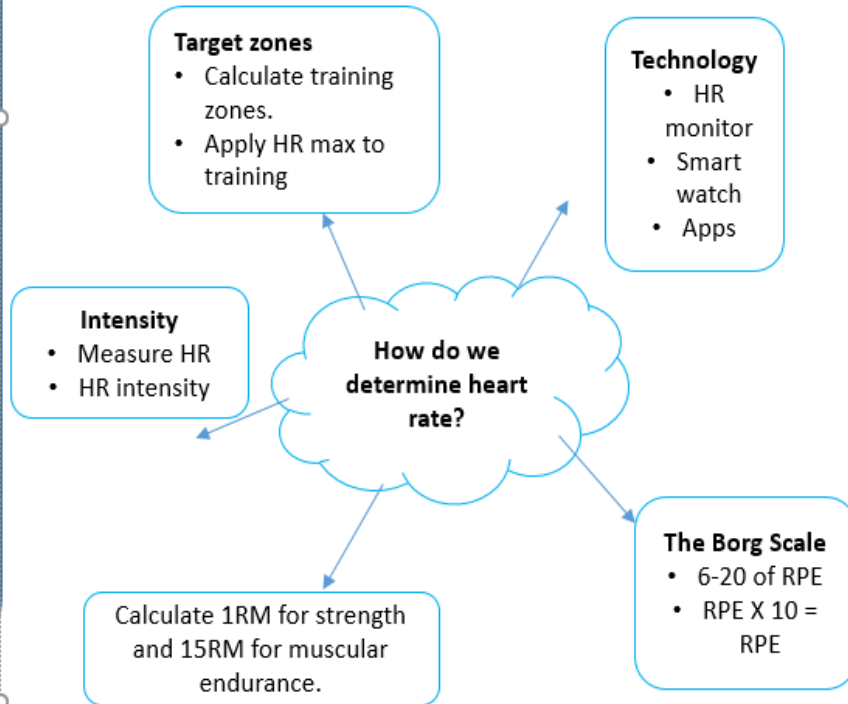 Target zones
• Calculate training
zones.
• Apply HR max to
training
Technology
• HR
monitor
• Smart
watch
• Apps
Intensity
• Measure HR
• HR intensity
How do we
determine heart
rate?
The Borg Scale
• 6-20 of RPE
• RPE X 10 =
RPE
Calculate 1RM for strength
and 15RM for muscular
endurance.